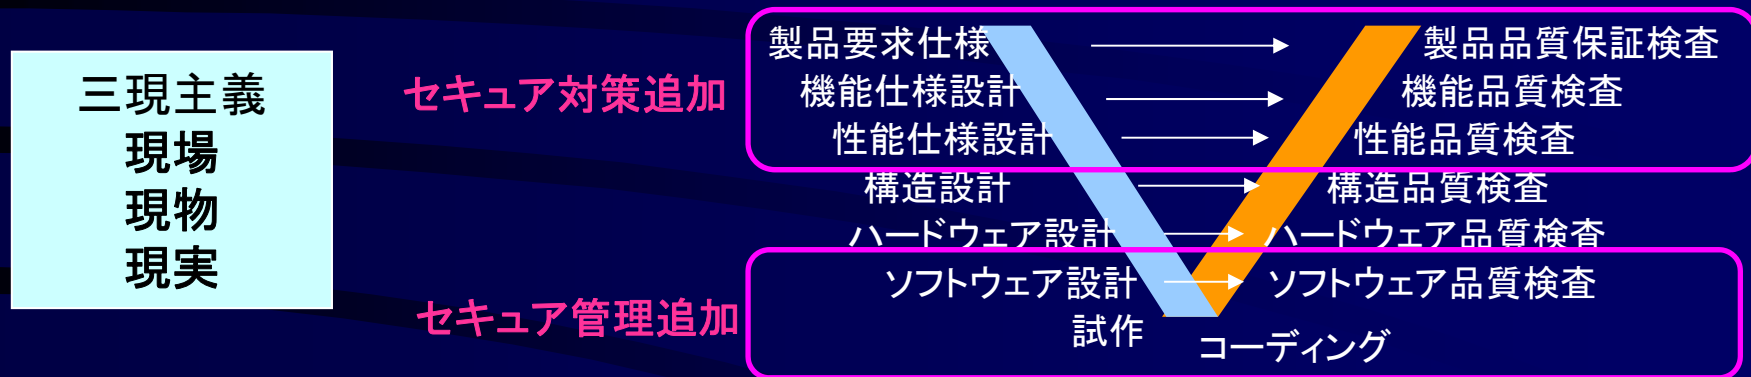 三現主義
現場
現物
現実
セキュア対策追加
製品要求仕様
製品品質保証検査
機能仕様設計
機能品質検査
性能仕様設計
性能品質検査
構造設計
構造品質検査
ハードウェア設計
ハードウェア品質検査
セキュア管理追加
ソフトウェア設計
ソフトウェア品質検査
試作
コーディング